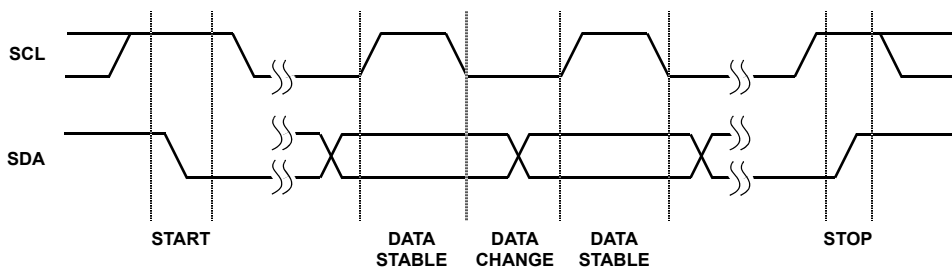 SCL
SDA
START
DATA
STABLE
DATA
CHANGE
DATA
STABLE
STOP